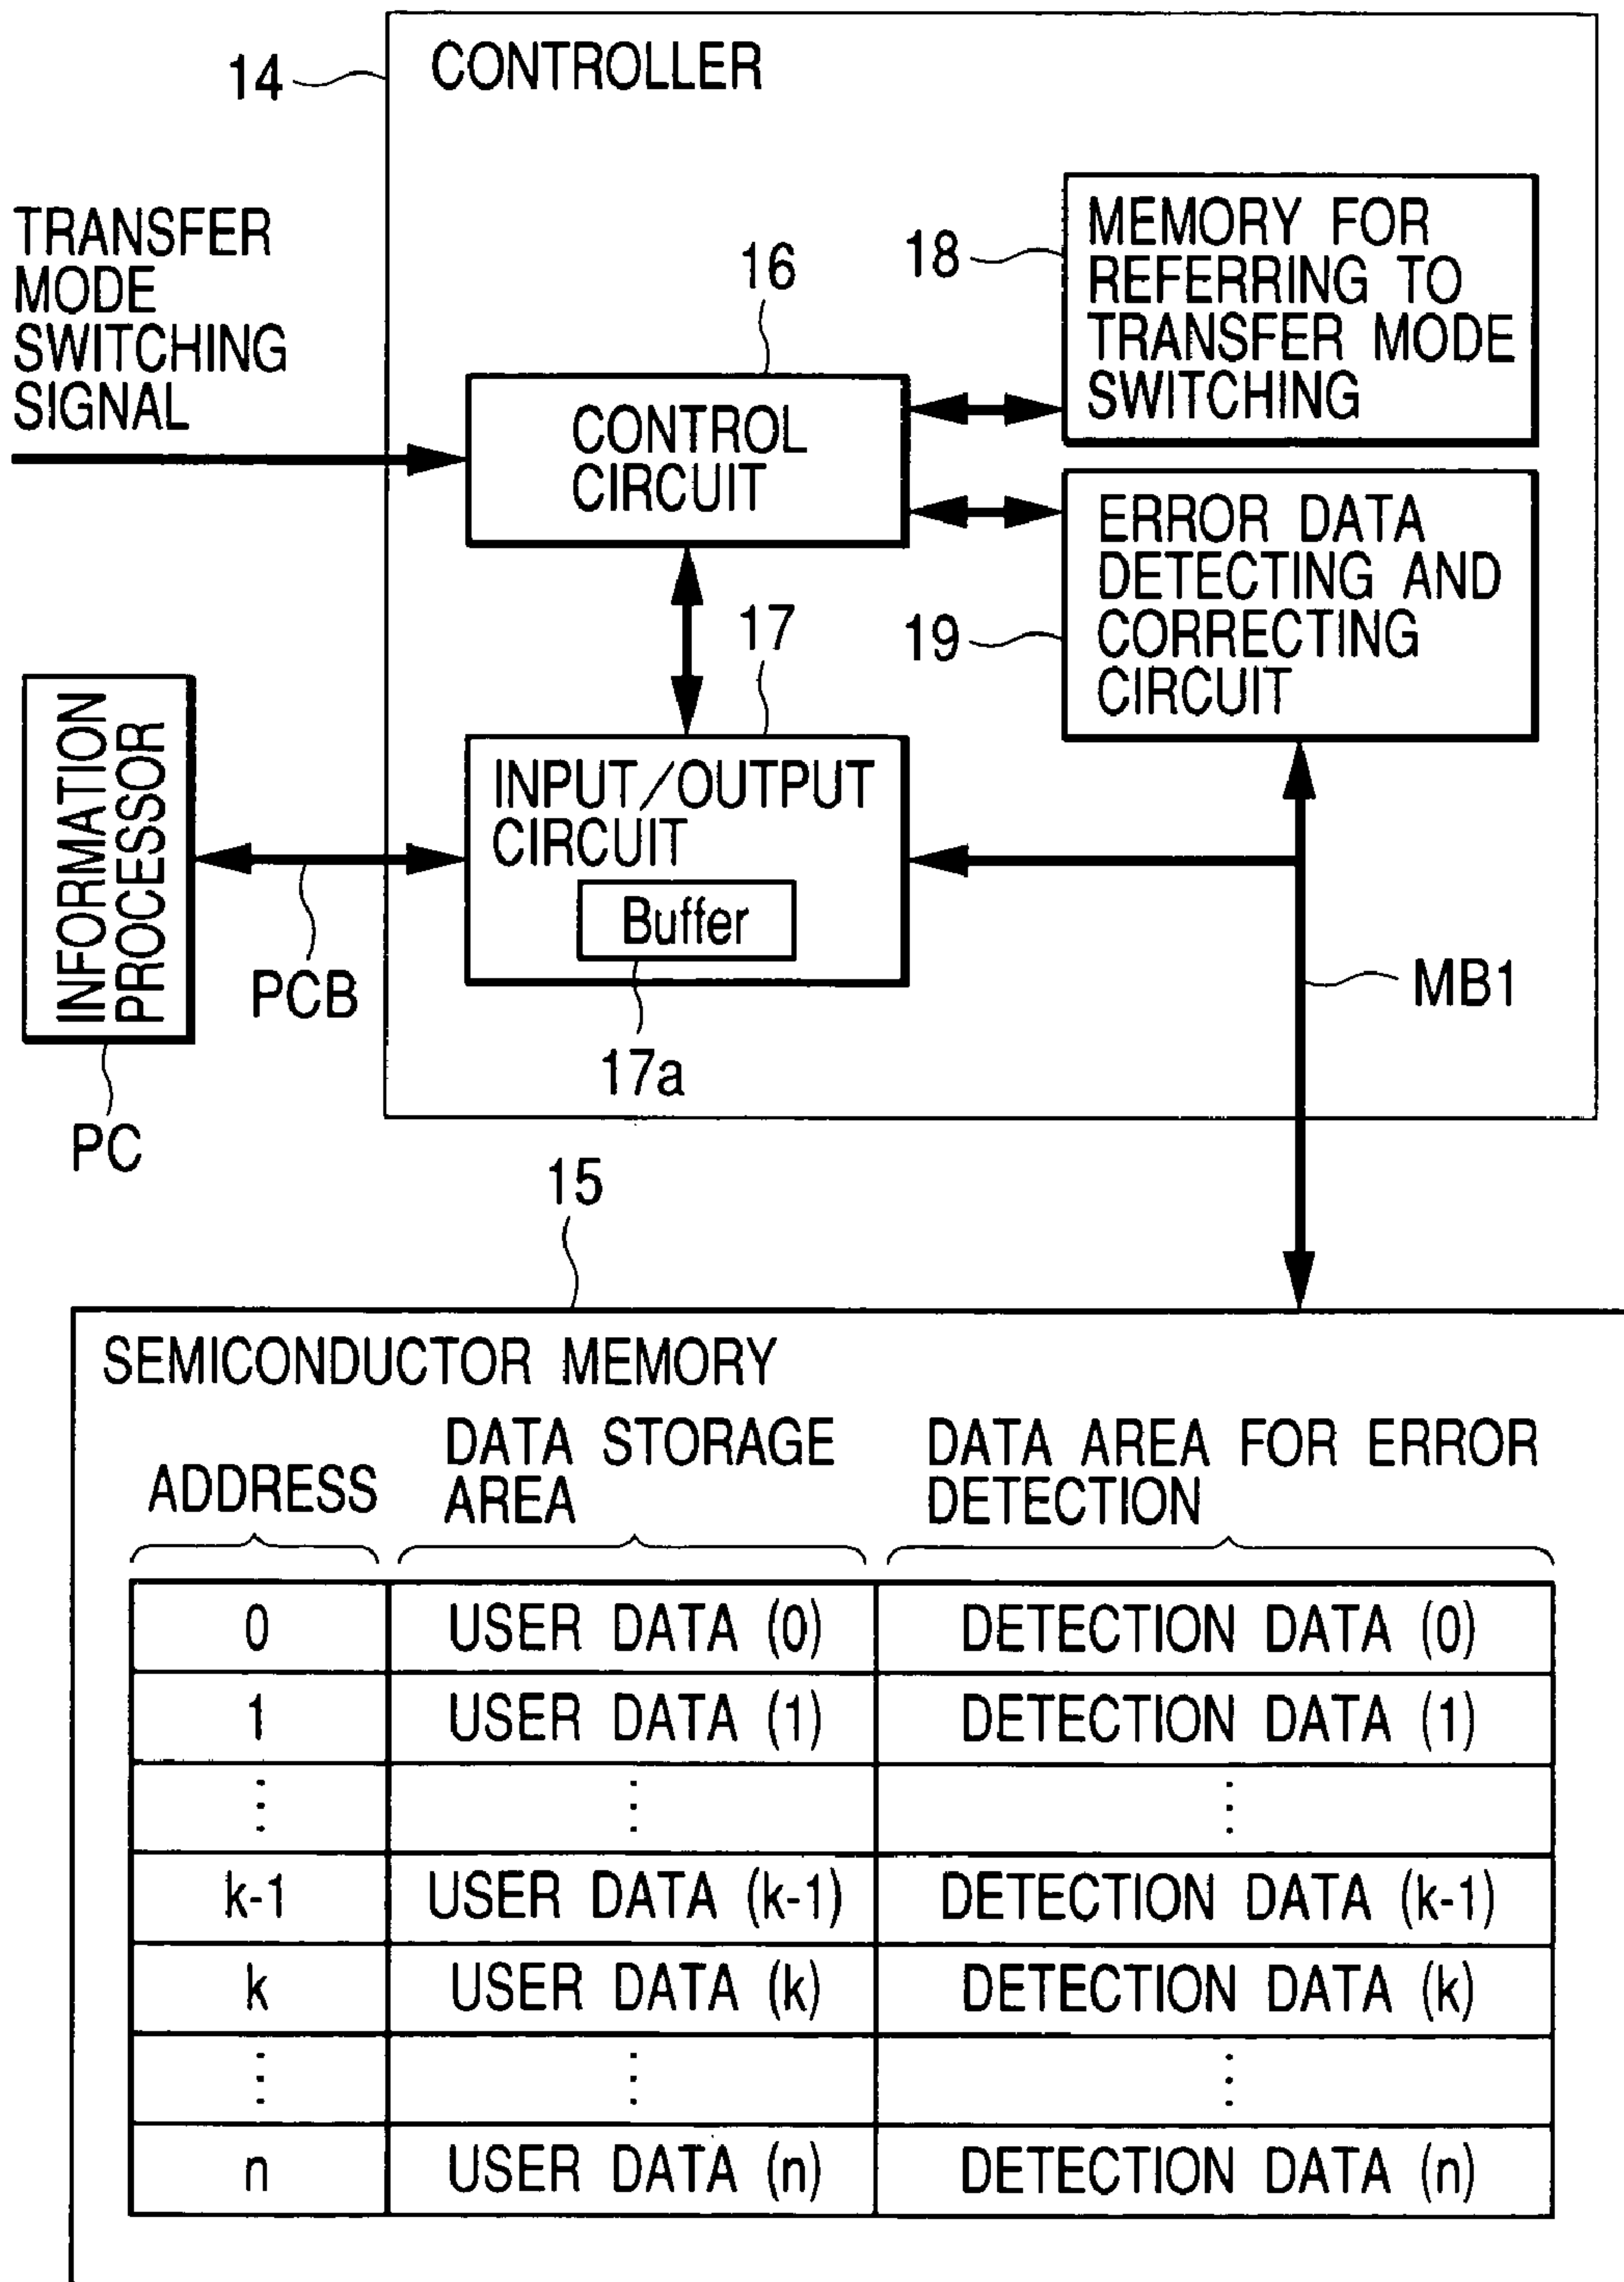 14
CONTROLLER
TRANSFER
MODE
SWITCHING
SIGNAL
16
18
MEMORY FOR
REFERRING TO
TRANSFER MODE
SWITCHING
CONTROL
CIRCUIT
19
ERROR DATA
DETECTING AND
CORRECTING
CIRCUIT
17
INFORMATION
PROCESSOR
INPUT/OUTPUT
CIRCUIT
Buffer
PCB
17a
MB1
PC
15
SEMICONDUCTOR MEMORY
ADDRESS
DATA STORAGE
AREA
DATA AREA FOR ERROR
DETECTION
0 USER DATA (0) DETECTION DATA (0)
1 USER DATA (1) DETECTION DATA (1)
⋮ ⋮ ⋮
k-1 USER DATA (k-1) DETECTION DATA (k-1)
k USER DATA (k) DETECTION DATA (k)
⋮ ⋮ ⋮
n USER DATA (n) DETECTION DATA (n)